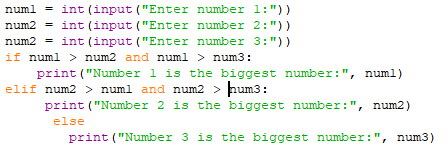 num1 = int(input("Enter number 1:"))
num2 = int(input("Enter number 2:"))
num2 = int(input("Enter number 3:"))
if num1 > num2 and num1 > num3:
    print("Number 1 is the biggest number:", num1)
elif num2 > num1 and num2 > num3:
     print("Number 2 is the biggest number:", num2)
      else
        print("Number 3 is the biggest number:", num3)